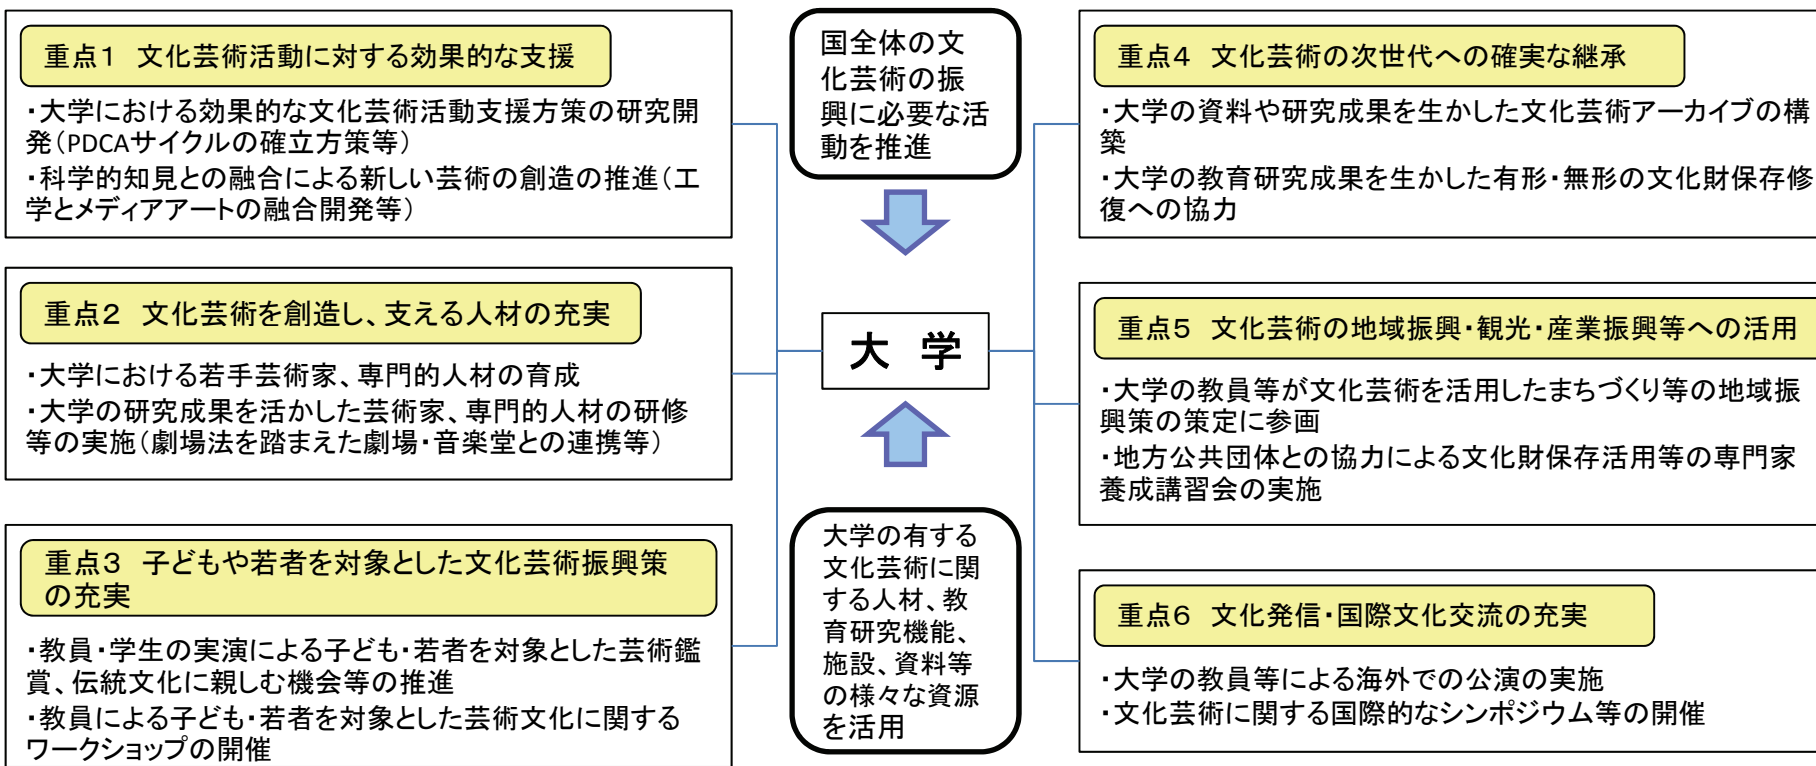 重点1 文化芸術活動に対する効果的な支援
・大学における効果的な文化芸術活動支援方策の研究開
発（PDCAサイクルの確立方策等）
・科学的知見との融合による新しい芸術の創造の推進（工
学とメディアアートの融合開発等）
重点2 文化芸術を創造し、支える人材の充実
・大学における若手芸術家、専門的人材の育成
・大学の研究成果を活かした芸術家、専門的人材の研修
等の実施（劇場法を踏まえた劇場・音楽堂との連携等）
重点3 子どもや若者を対象とした文化芸術振興策
の充実
・教員・学生の実演による子ども・若者を対象とした芸術鑑
賞、伝統文化に親しむ機会等の推進
・教員による子ども・若者を対象とした芸術文化に関する
ワークショップの開催
国全体の文
化芸術の振
興に必要な活
動を推進
大 学
大学の有する
文化芸術に関
する人材、教
育研究機能、
施設、資料等
の様々な資源
を活用
重点4 文化芸術の次世代への確実な継承
・大学の資料や研究成果を生かした文化芸術アーカイブの構
築
・大学の教育研究成果を生かした有形・無形の文化財保存修
復への協力
重点5 文化芸術の地域振興・観光・産業振興等への活用
・大学の教員等が文化芸術を活用したまちづくり等の地域振
興策の策定に参画
・地方公共団体との協力による文化財保存活用等の専門家
養成講習会の実施
重点6 文化発信・国際文化交流の充実
・大学の教員等による海外での公演の実施
・文化芸術に関する国際的なシンポジウム等の開催